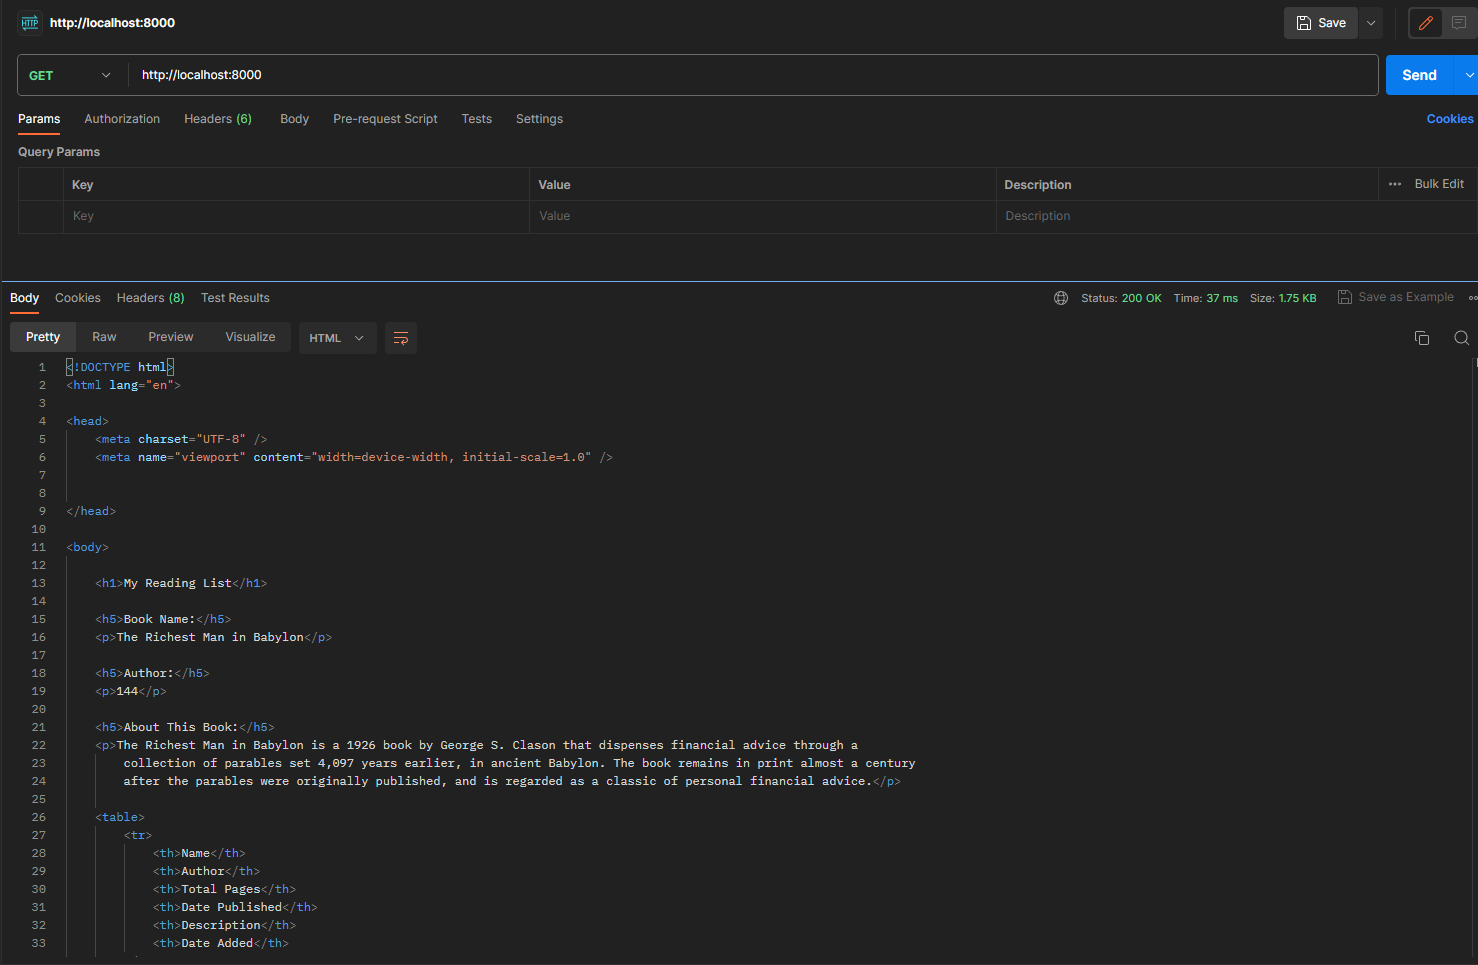 HTTP http://localhost:8000 Save
GET http://localhost:8000 Send
Params Authorization Headers (6) Body Pre-request Script Tests Settings Cookies
Query Params
Key Value Description ••• Bulk Edit
Key Value Description
Body Cookies Headers (8) Test Results Status: 200 OK Time: 37 ms Size: 1.75 KB Save as Example
Pretty Raw Preview Visualize HTML
1 <!DOCTYPE html>
2 <html lang="en">
3
4 <head>
5 <meta charset="UTF-8" />
6 <meta name="viewport" content="width=device-width, initial-scale=1.0" />
7
8
9 </head>
10
11 <body>
12
13 <h1>My Reading List</h1>
14
15 <h5>Book Name:</h5>
16 <p>The Richest Man in Babylon</p>
17
18 <h5>Author:</h5>
19 <p>144</p>
20
21 <h5>About This Book:</h5>
22 <p>The Richest Man in Babylon is a 1926 book by George S. Clason that dispenses financial advice through a
23 collection of parables set 4,097 years earlier, in ancient Babylon. The book remains in print almost a century
24 after the parables were originally published, and is regarded as a classic of personal financial advice.</p>
25
26 <table>
27 <tr>
28 <th>Name</th>
29 <th>Author</th>
30 <th>Total Pages</th>
31 <th>Date Published</th>
32 <th>Description</th>
33 <th>Date Added</th>